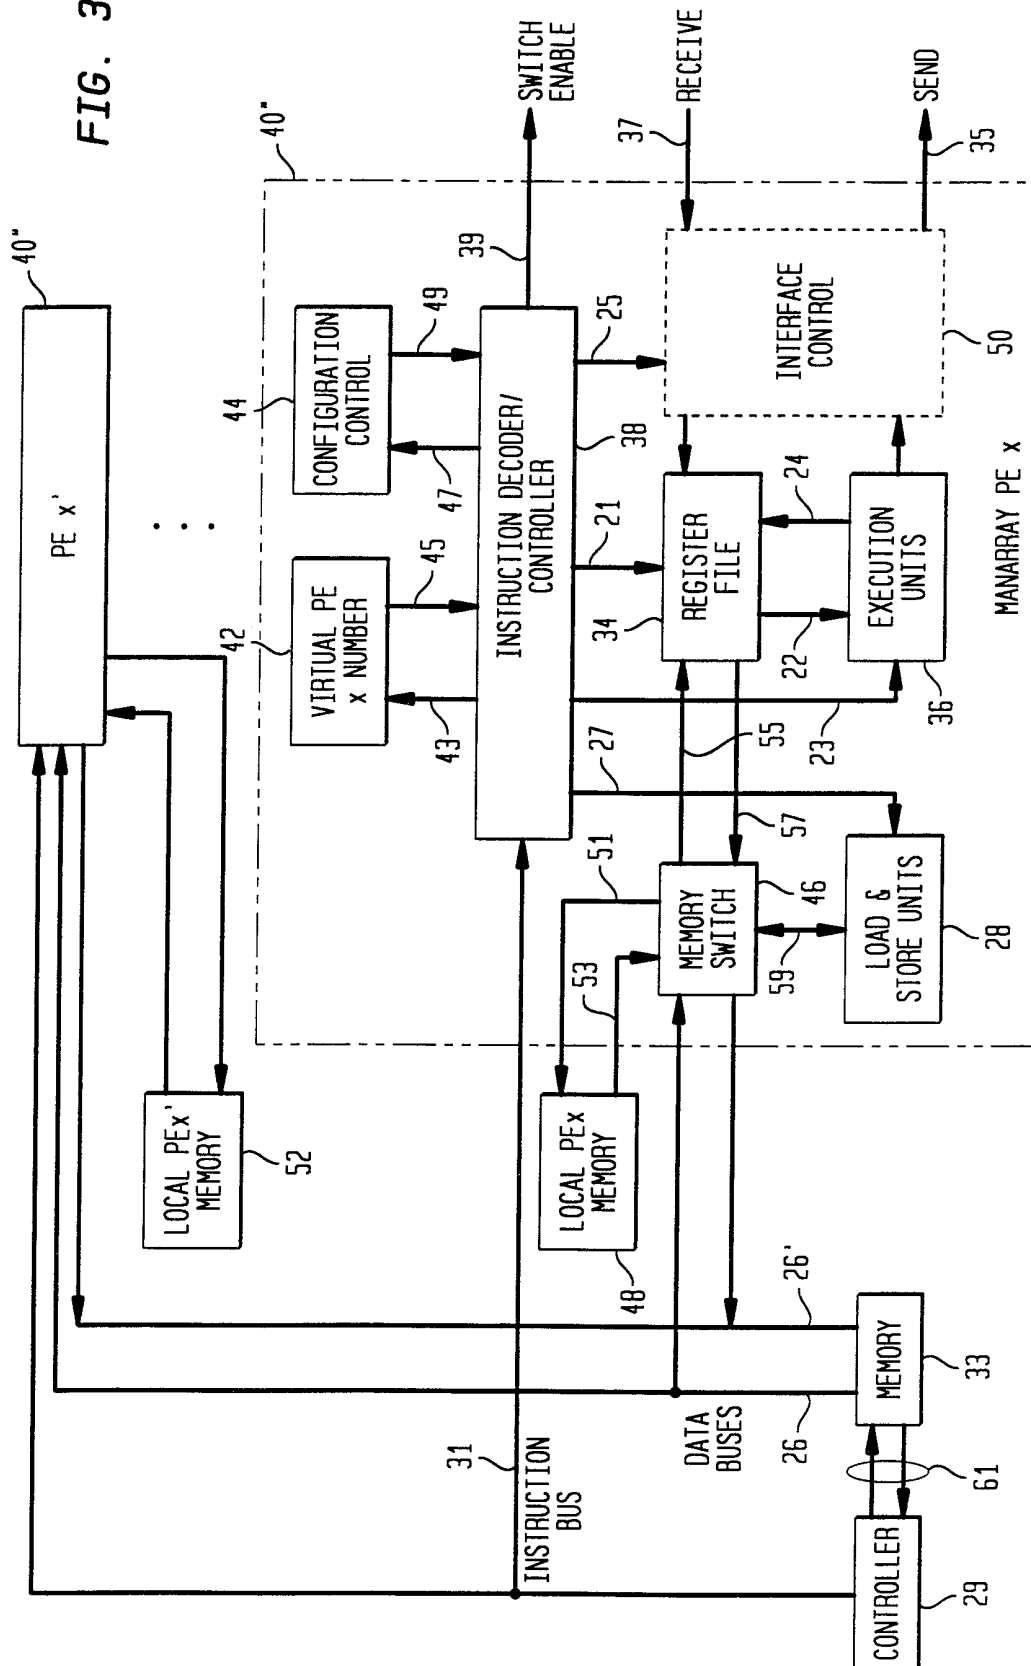 FIG. 3
40"
PE x'
LOCAL PEx'
MEMORY
52
40"
44
CONFIGURATION
CONTROL
49
47
42
VIRTUAL PE
x NUMBER
45
43
39
SWITCH
ENABLE
INSTRUCTION DECODER/
CONTROLLER
38
25
21
27
23
37
RECEIVE
INTERFACE
CONTROL
50
35
SEND
34
REGISTER
FILE
24
22
EXECUTION
UNITS
36
55
57
51
53
MEMORY
SWITCH
46
59
LOAD &
STORE UNITS
28
LOCAL PEx
MEMORY
48
MANARRAY PE x
31
INSTRUCTION
BUS
DATA
BUSES
26
26'
MEMORY
33
61
CONTROLLER
29